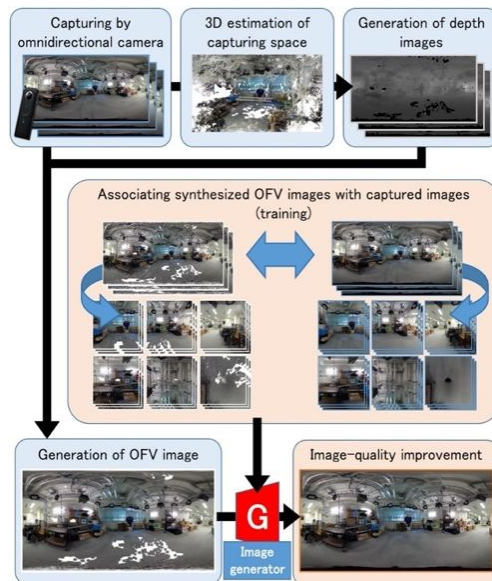 Capturing by
omnidirectional camera
3D estimation of
capturing space
Generation of depth
images
Associating synthesized OFV images with captured images
(training)
Generation of OFV image
G
Image
generator
Image-quality improvement